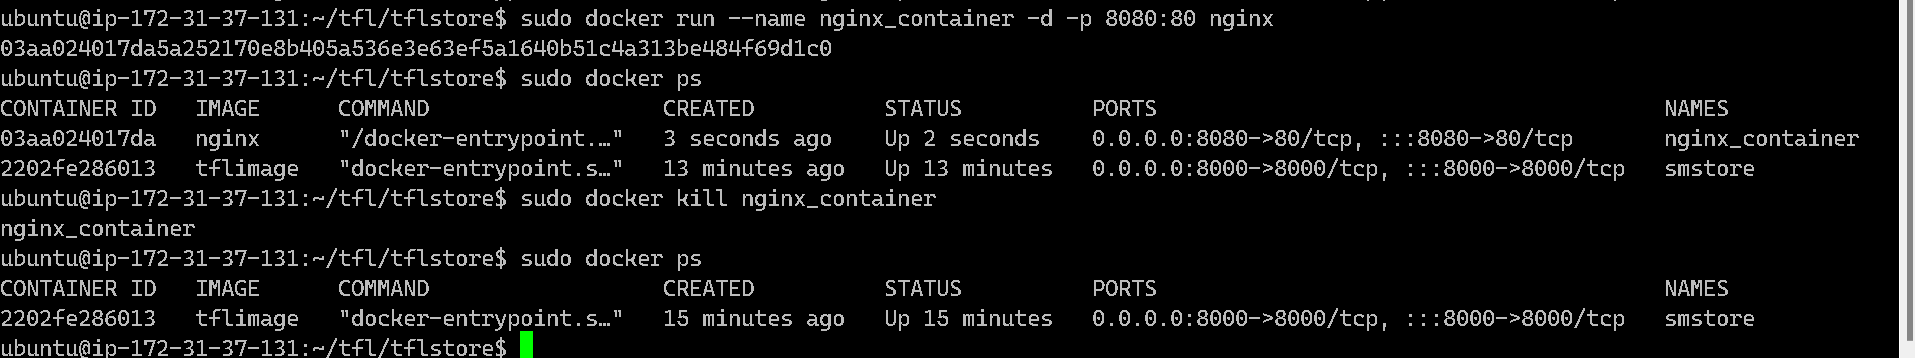 ubuntu@ip-172-31-37-131:~/tfl/tflstore$ sudo docker run --name nginx_container -d -p 8080:80 nginx
03aa024017da5a252170e8b405a536e3e63ef5a1640b51c4a313be484f69d1c0
ubuntu@ip-172-31-37-131:~/tfl/tflstore$ sudo docker ps
CONTAINER ID   IMAGE      COMMAND                  CREATED          STATUS          PORTS                                       NAMES
03aa024017da   nginx      "/docker-entrypoint.…"   3 seconds ago    Up 2 seconds    0.0.0.0:8080->80/tcp, :::8080->80/tcp       nginx_container
2202fe286013   tflimage   "docker-entrypoint.s…"   13 minutes ago   Up 13 minutes   0.0.0.0:8000->8000/tcp, :::8000->8000/tcp   smstore
ubuntu@ip-172-31-37-131:~/tfl/tflstore$ sudo docker kill nginx_container
nginx_container
ubuntu@ip-172-31-37-131:~/tfl/tflstore$ sudo docker ps
CONTAINER ID   IMAGE      COMMAND                  CREATED          STATUS          PORTS                                       NAMES
2202fe286013   tflimage   "docker-entrypoint.s…"   15 minutes ago   Up 15 minutes   0.0.0.0:8000->8000/tcp, :::8000->8000/tcp   smstore
ubuntu@ip-172-31-37-131:~/tfl/tflstore$